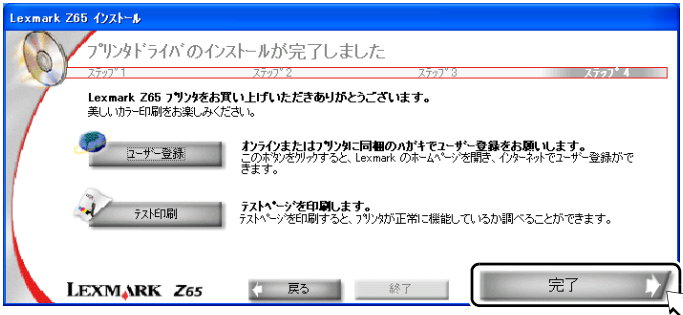 Lexmark Z65 インストール
プリンタドライバのインストールが完了しました
ステップ 1 ステップ 2 ステップ 3 ステップ 4
Lexmark Z65 プリンタをお買い上げいただきありがとうございます。
美しいカラー印刷をお楽しみください。
ユーザー登録
オンラインまたはプリンタに同梱のハガキでユーザー登録をお願いします。
このボタンをクリックすると、Lexmark のホームページを開き、インターネットでユーザー登録がで
きます。
テスト印刷
テストページを印刷します。
テストページを印刷すると、プリンタが正常に機能しているか調べることができます。
LEXMARK Z65 戻る 終了 完了